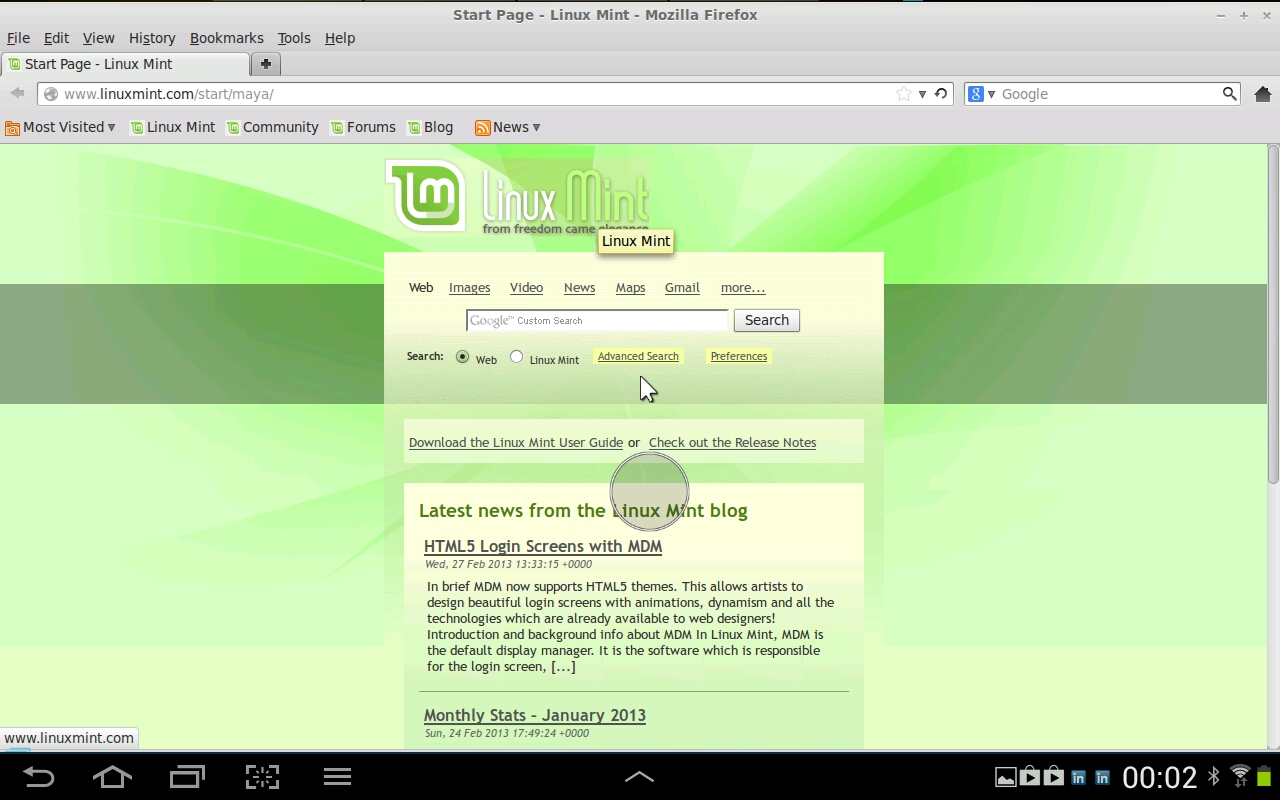 Start Page - Linux Mint - Mozilla Firefox
File Edit View History Bookmarks Tools Help
Start Page - Linux Mint
www.linuxmint.com/start/maya/
Google
Most Visited Linux Mint Community Forums Blog News
Linux Mint
from freedom came elegance
Linux Mint
Web Images Video News Maps Gmail more...
Google™ Custom Search Search
Search: Web Linux Mint Advanced Search Preferences
Download the Linux Mint User Guide or Check out the Release Notes
Latest news from the Linux Mint blog
HTML5 Login Screens with MDM
Wed, 27 Feb 2013 13:33:15 +0000
In brief MDM now supports HTML5 themes. This allows artists to
design beautiful login screens with animations, dynamism and all the
technologies which are already available to web designers!
Introduction and background info about MDM In Linux Mint, MDM is
the default display manager. It is the software which is responsible
for the login screen, [...]
Monthly Stats – January 2013
Sun, 24 Feb 2013 17:49:24 +0000
www.linuxmint.com
in in 00:02